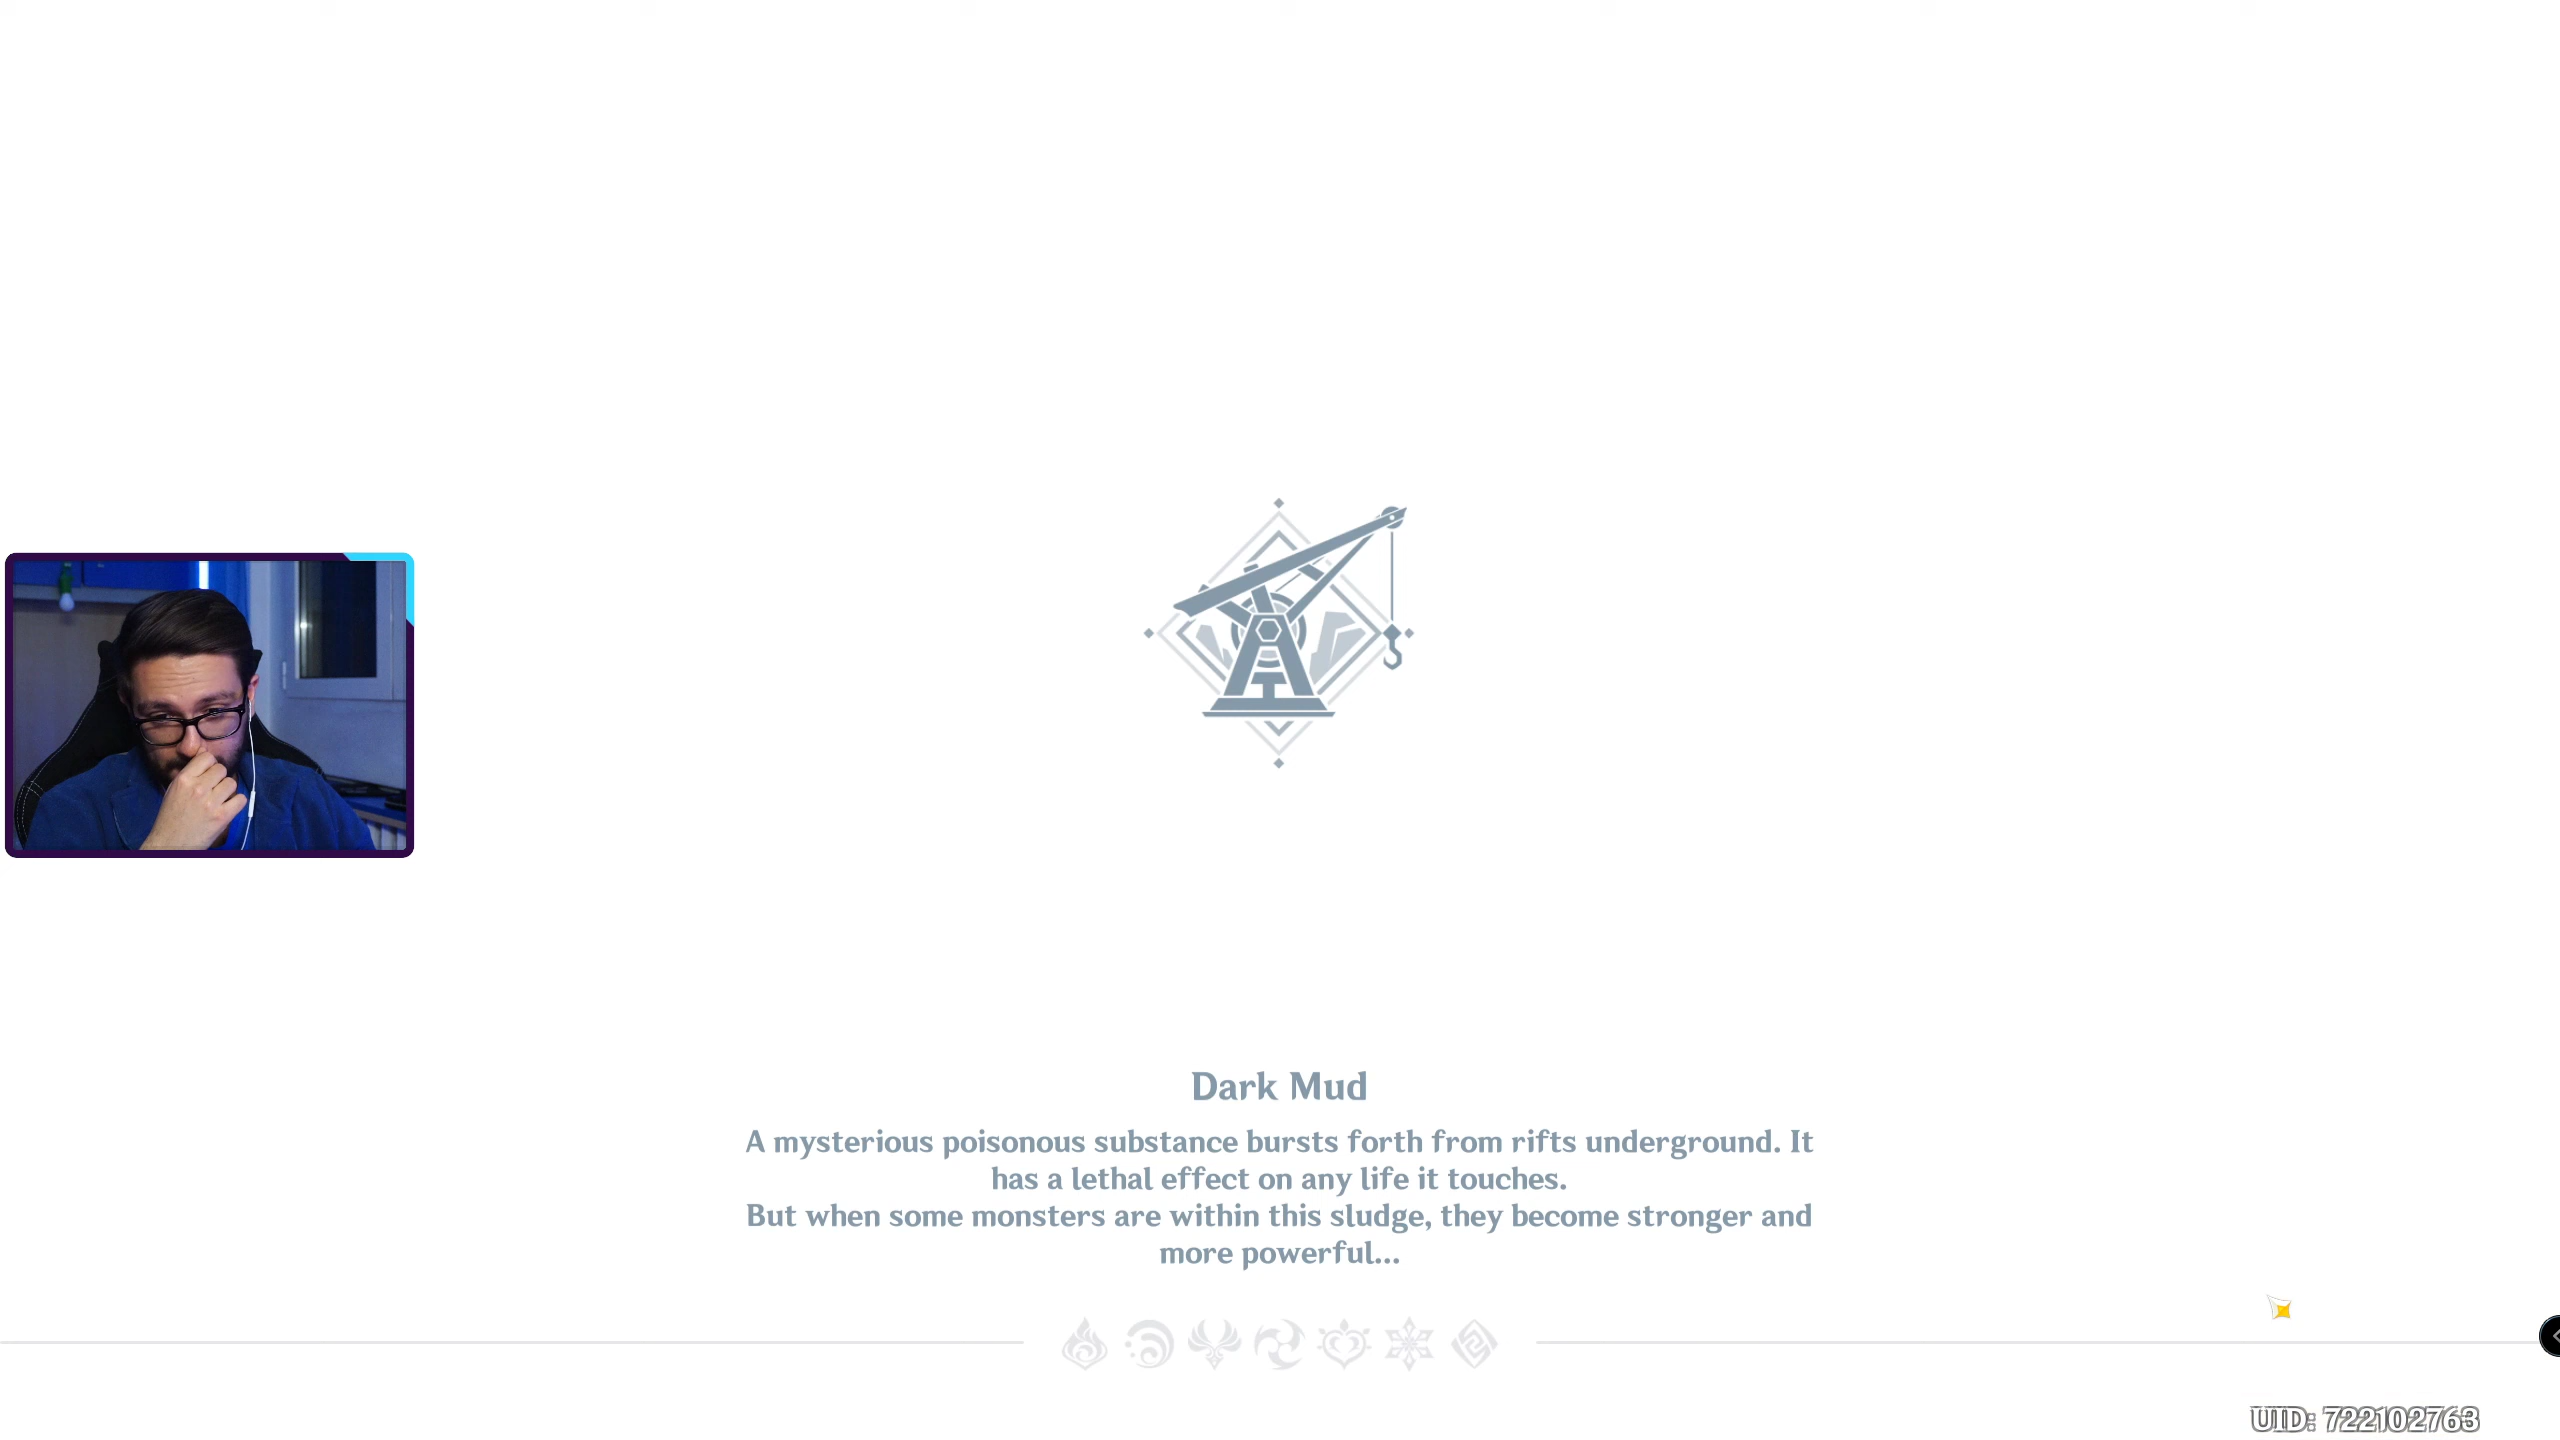 Dark Mud
A mysterious poisonous substance bursts forth from rifts underground. It
has a lethal effect on any life it touches.
But when some monsters are within this sludge, they become stronger and
more powerful...
UID: 722102763